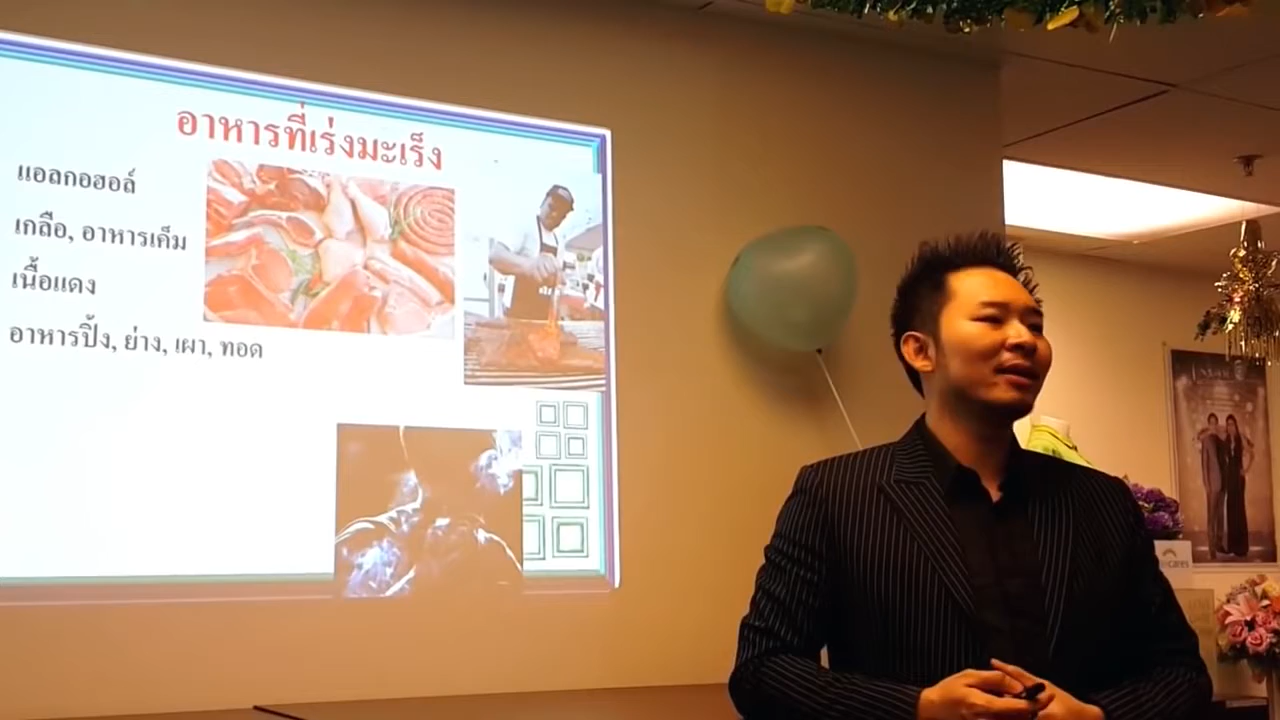 อาหารที่เร่งมะเร็ง
แอลกอฮอล์
เกลือ, อาหารเค็ม
เนื้อแดง
อาหารปิ้ง, ย่าง, เผา, ทอด
cares